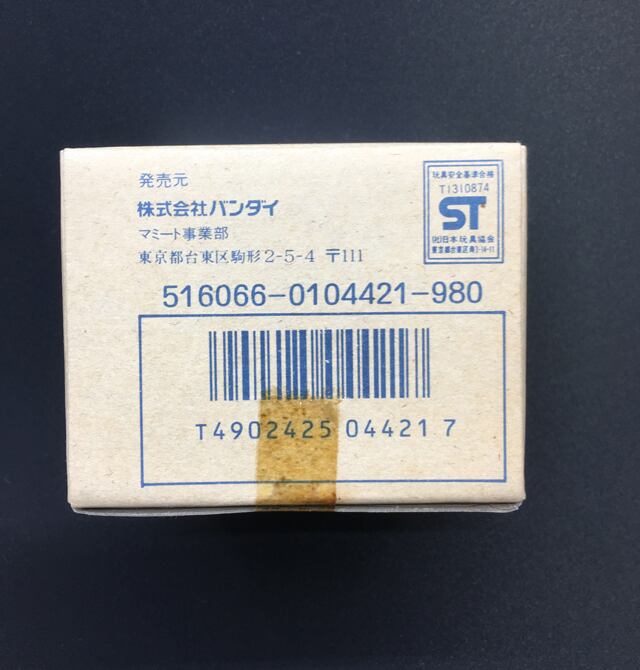 発売元
株式会社バンダイ
マミート事業部
東京都台東区駒形2-5-4 〒111
玩具安全基準合格
T1310874
ST
(社)日本玩具協会
516066-0104421-980
T4902425 04421 7